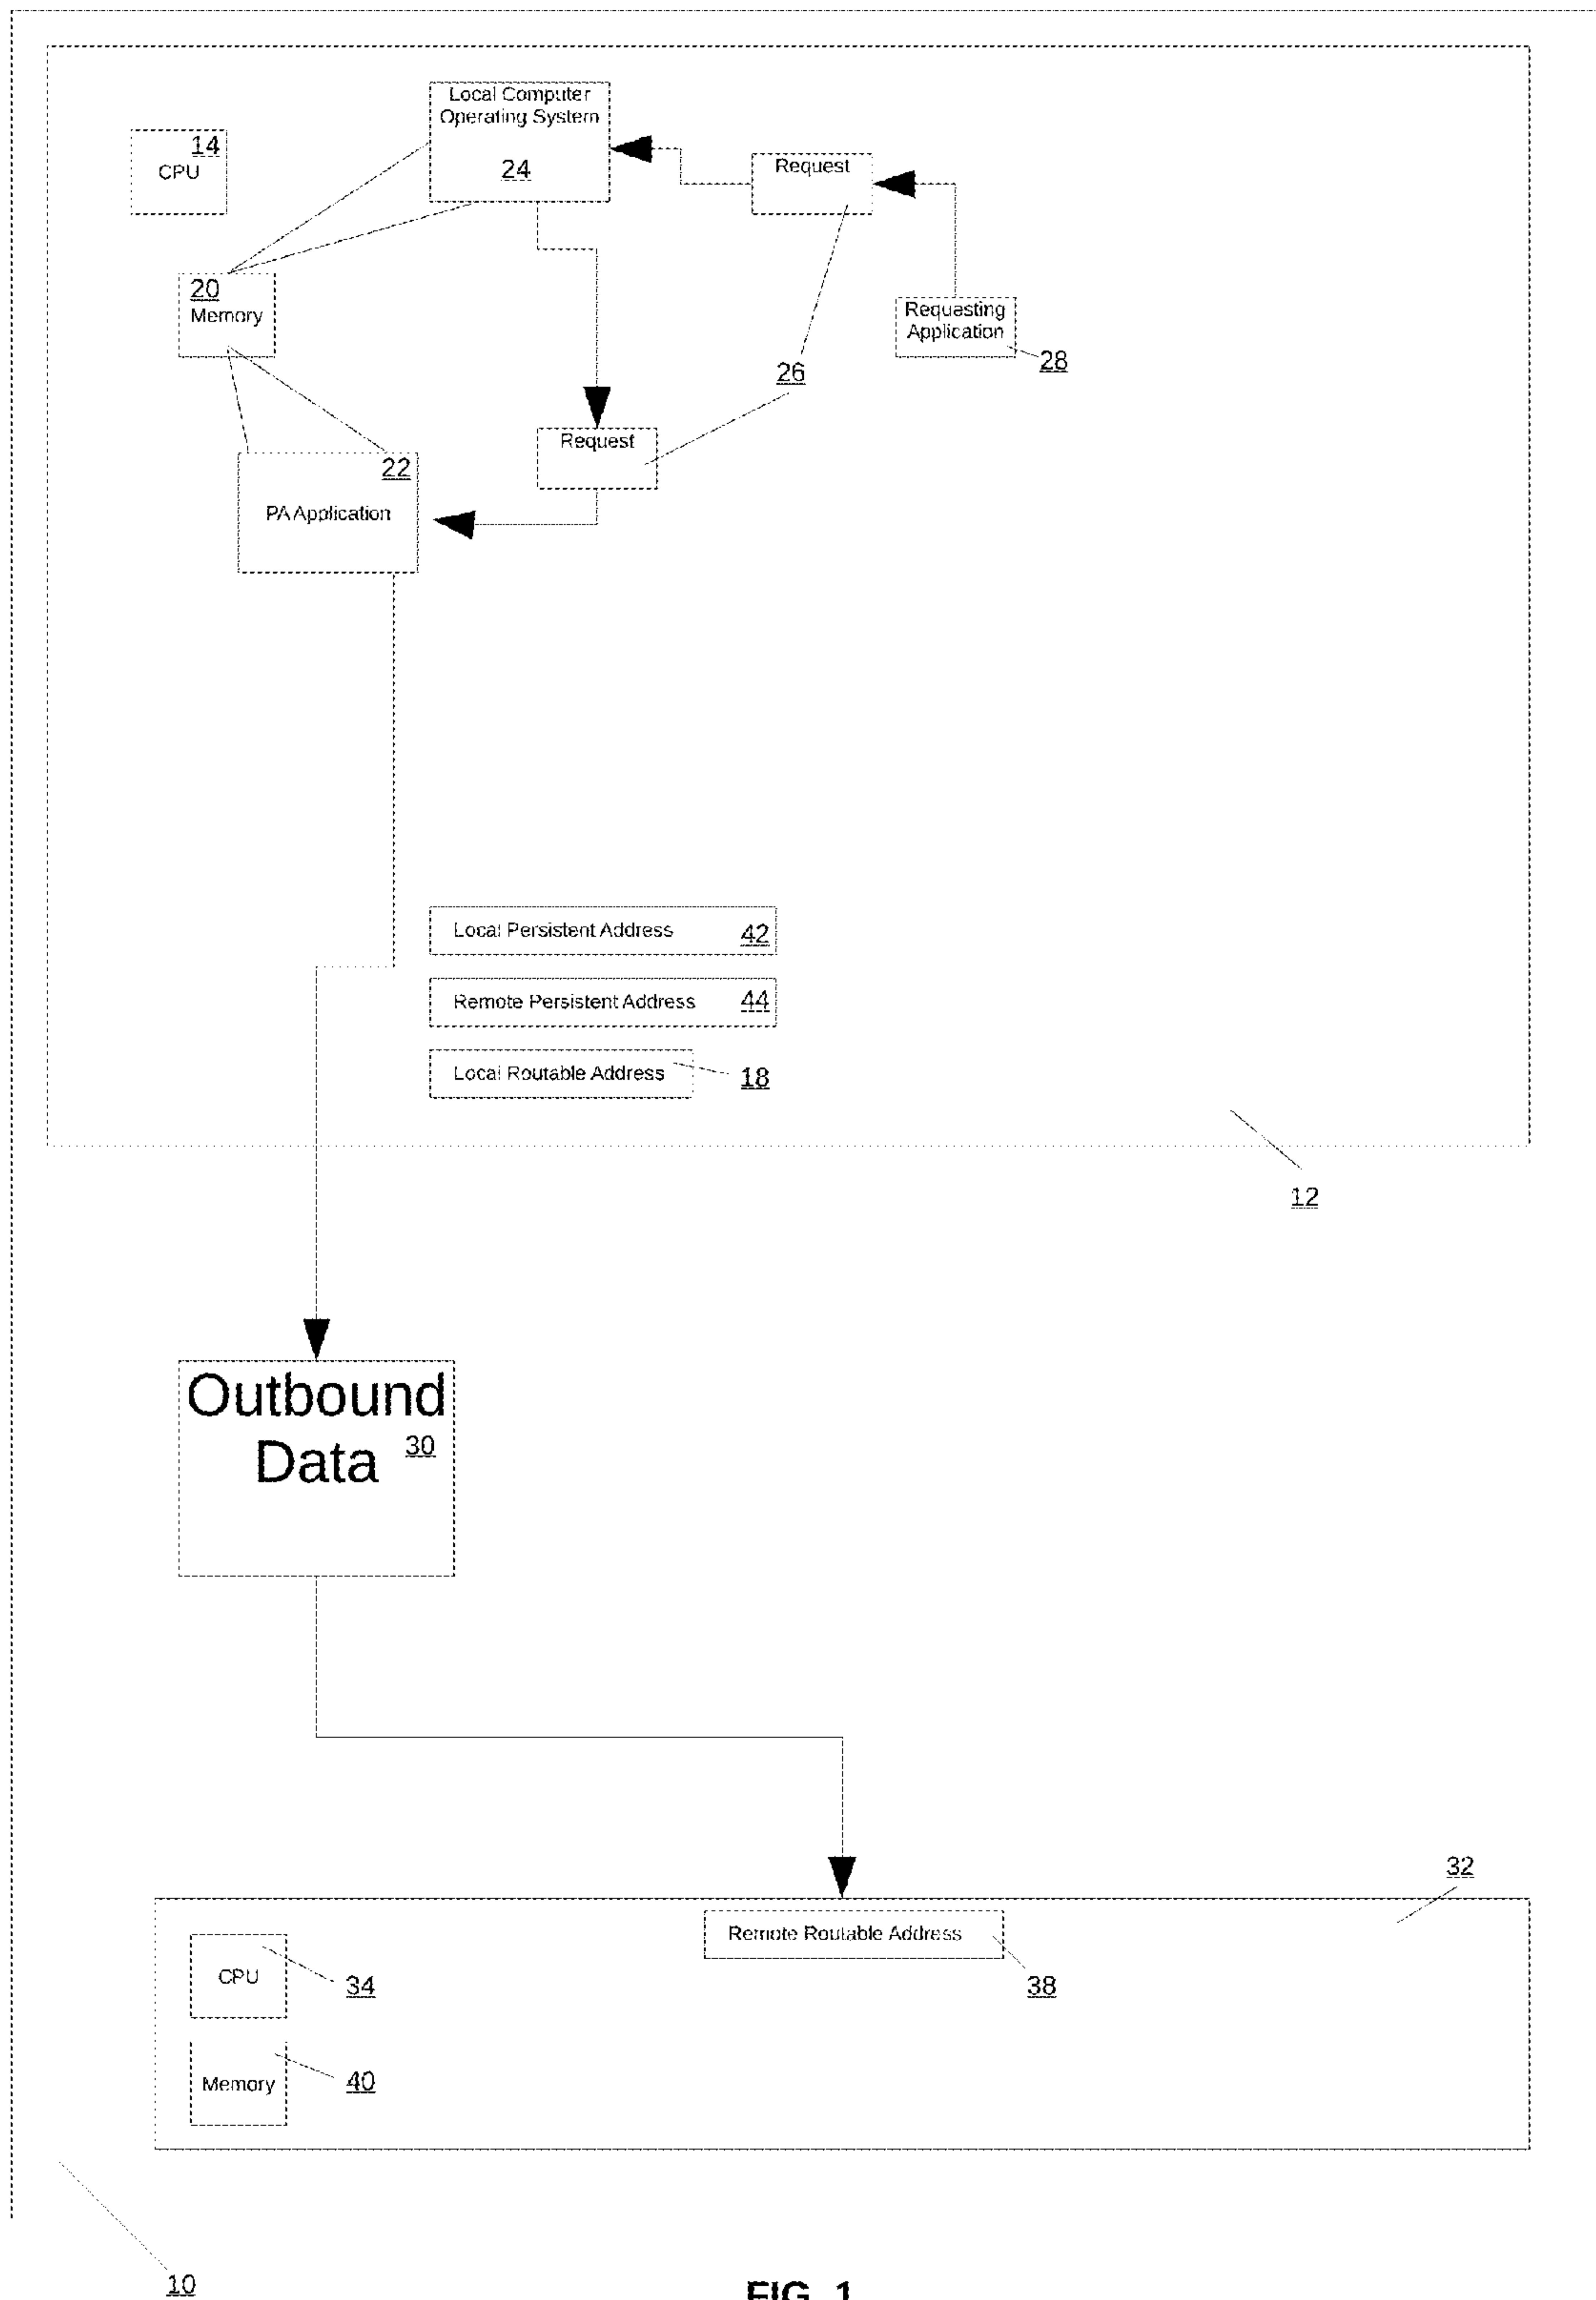 Local Computer
Operating System
24
14
CPU
Request
20
Memory
Requesting
Application
28
26
Request
22
PA Application
Local Persistent Address 42
Remote Persistent Address 44
Local Routable Address 18
12
Outbound
Data 30
32
Remote Routable Address
38
CPU
34
Memory
40
10
FIG. 1